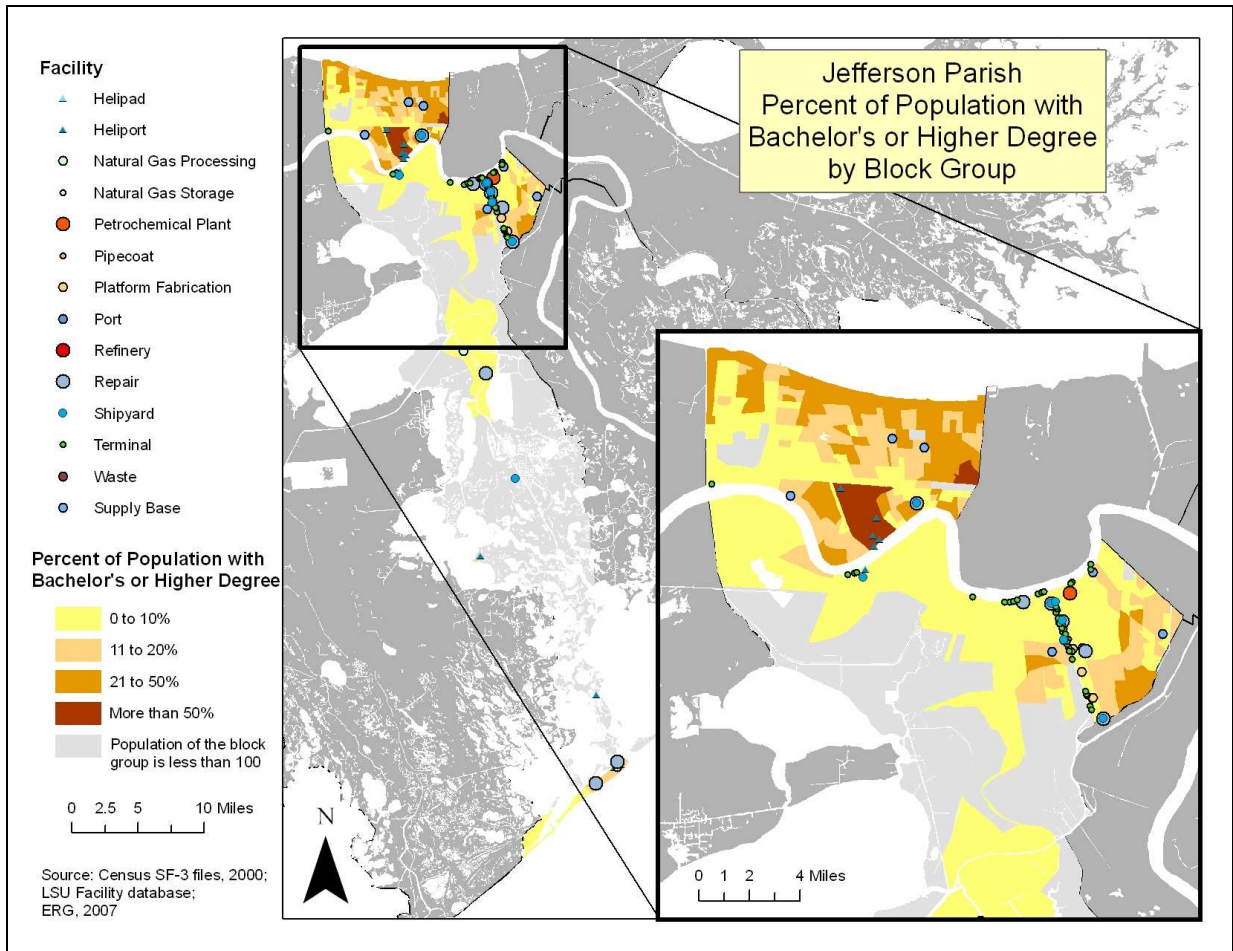 Jefferson Parish
Percent of Population with
Bachelor's or Higher Degree
by Block Group
Facility
Helipad
Heliport
Natural Gas Processing
Natural Gas Storage
Petrochemical Plant
Pipecoat
Platform Fabrication
Port
Refinery
Repair
Shipyard
Terminal
Waste
Supply Base
Percent of Population with
Bachelor's or Higher Degree
0 to 10%
11 to 20%
21 to 50%
More than 50%
Population of the block
group is less than 100
0 2.5 5 10 Miles
N
Source: Census SF-3 files, 2000;
LSU Facility database;
ERG, 2007
0 1 2 4 Miles